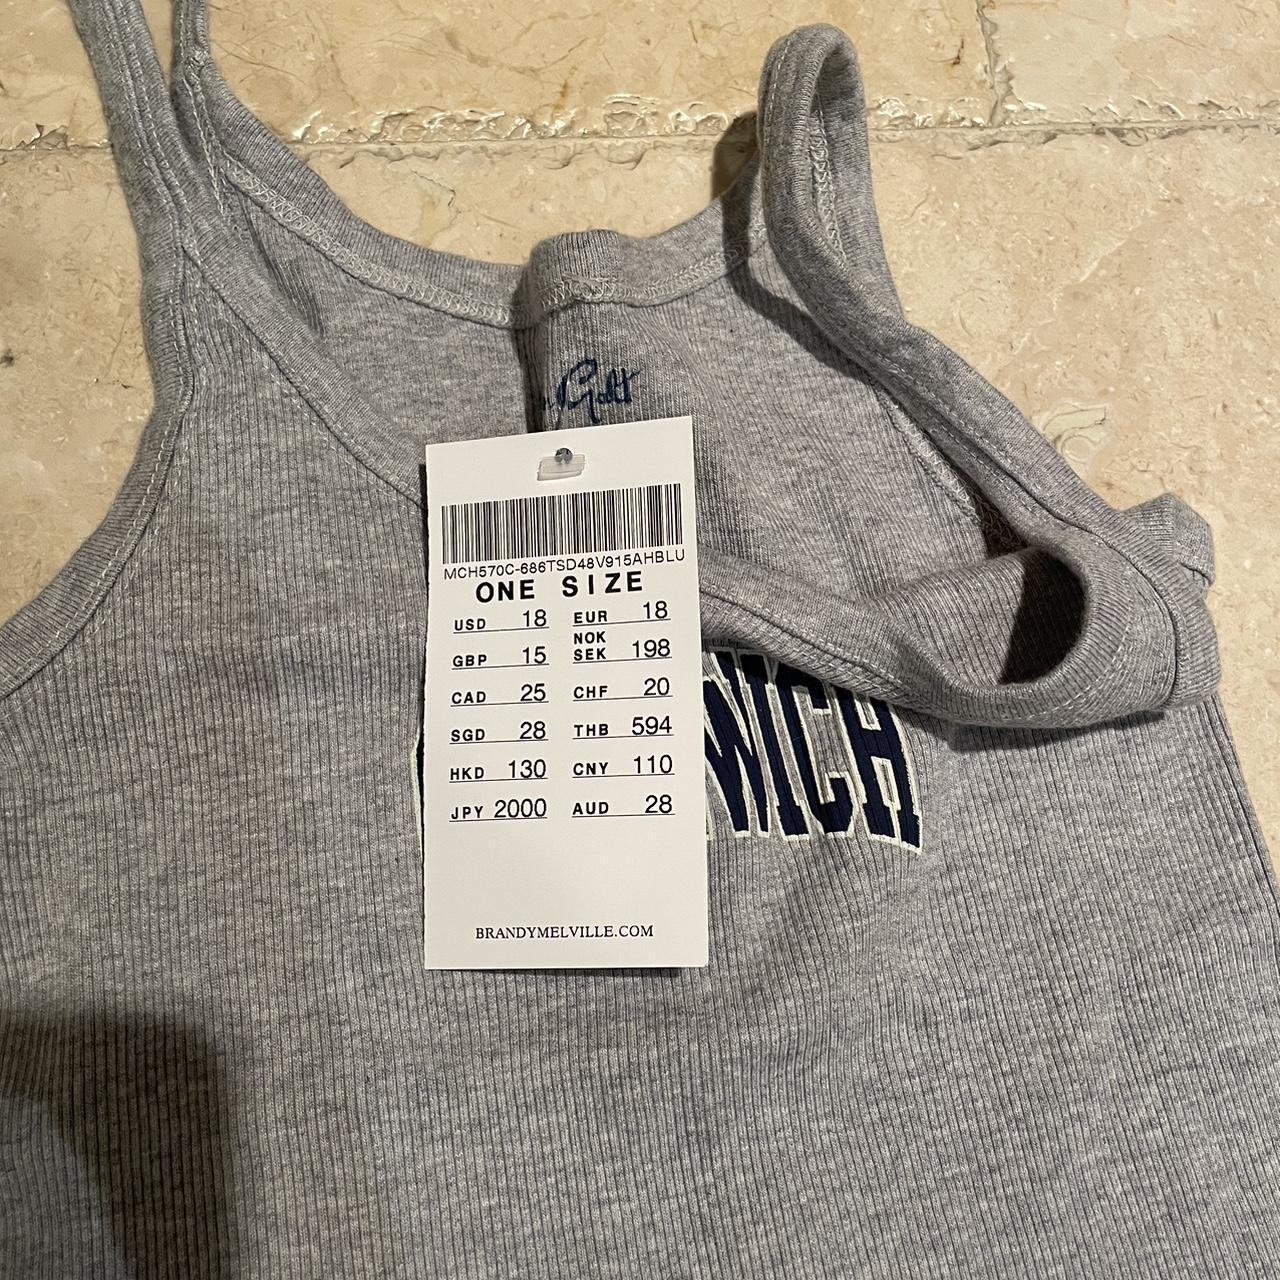 Galt
MCH570C-686TSD48V915AHBLU
ONE SIZE
USD 18 EUR 18
GBP 15 NOK SEK 198
CAD 25 CHF 20
SGD 28 THB 594
HKD 130 CNY 110
JPY 2000 AUD 28
WICH
BRANDYMELVILLE.COM